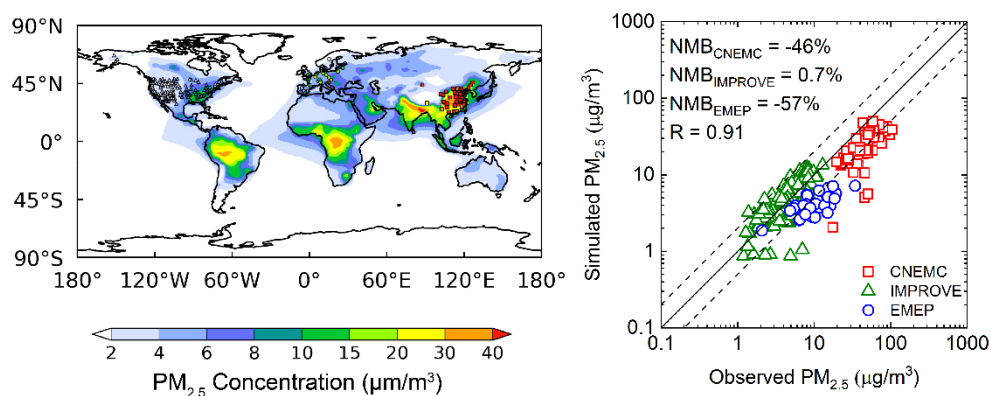 90°N
45°N
0°
45°S
90°S
180°
120°W
60°W
0°
60°E
120°E
180°
2 4 6 8 10 15 20 30 40
PM2.5 Concentration (μm/m³)
1000
100
10
1
0.1
Simulated PM2.5 (μg/m³)
NMBCNEMC = -46%
NMBIMPROVE = 0.7%
NMBEMEP = -57%
R = 0.91
CNEMC
IMPROVE
EMEP
0.1 1 10 100 1000
Observed PM2.5 (μg/m³)